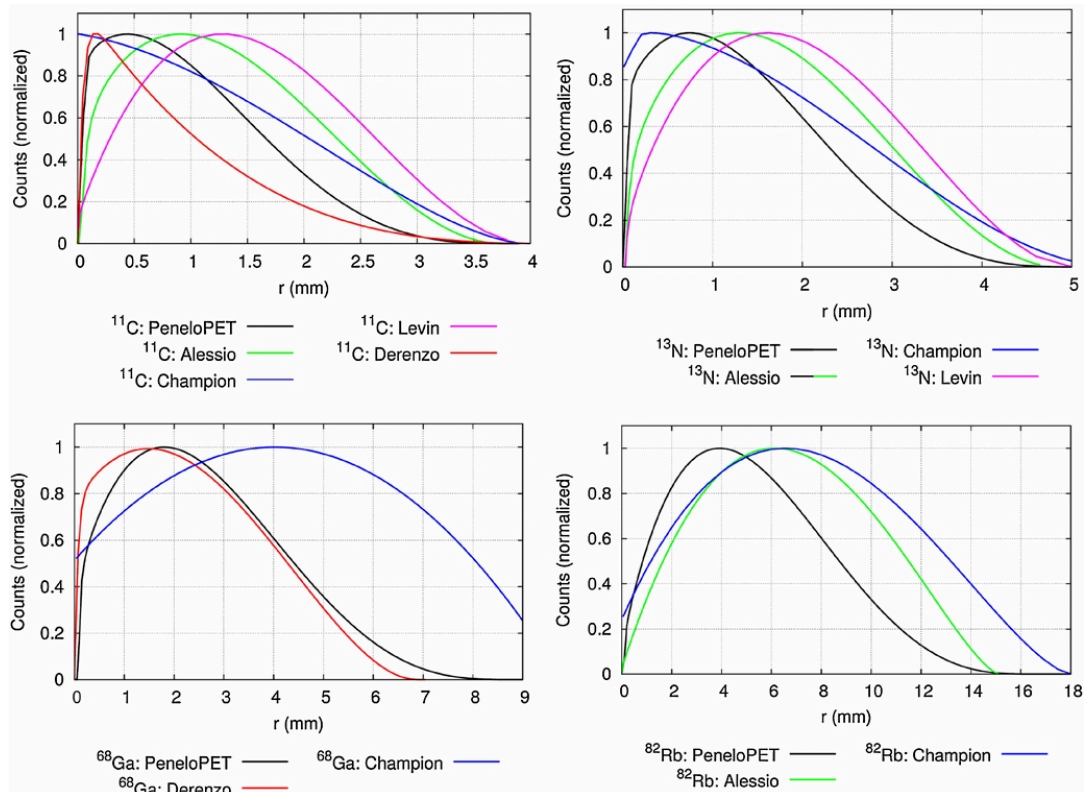 Counts (normalized)
1
0.8
0.6
0.4
0.2
0
0 0.5 1 1.5 2 2.5 3 3.5 4
r (mm)
11C: PeneloPET 11C: Levin
11C: Alessio 11C: Derenzo
11C: Champion
Counts (normalized)
1
0.8
0.6
0.4
0.2
0
0 1 2 3 4 5
r (mm)
13N: PeneloPET 13N: Champion
13N: Alessio 13N: Levin
Counts (normalized)
1
0.8
0.6
0.4
0.2
0
0 1 2 3 4 5 6 7 8 9
r (mm)
68Ga: PeneloPET 68Ga: Champion
68Ga: Derenzo
Counts (normalized)
1
0.8
0.6
0.4
0.2
0
0 2 4 6 8 10 12 14 16 18
r (mm)
82Rb: PeneloPET 82Rb: Champion
82Rb: Alessio